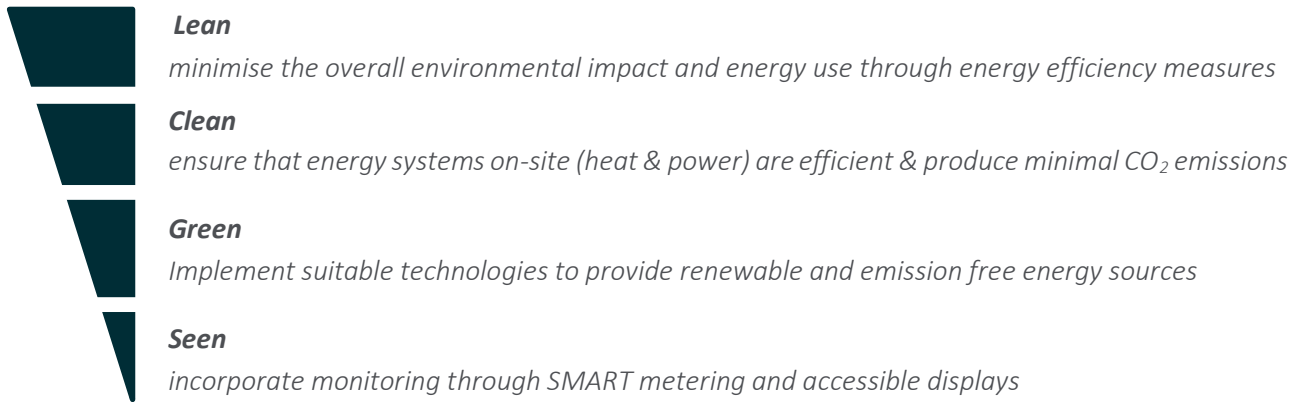 Lean
minimise the overall environmental impact and energy use through energy efficiency measures
Clean
ensure that energy systems on-site (heat & power) are efficient & produce minimal CO₂ emissions
Green
Implement suitable technologies to provide renewable and emission free energy sources
Seen
incorporate monitoring through SMART metering and accessible displays